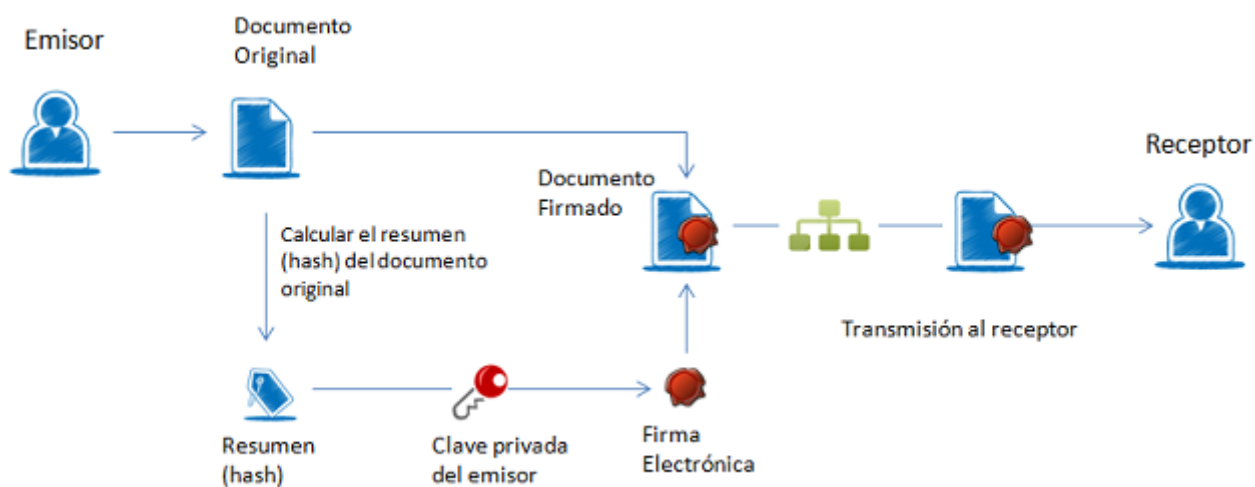 Emisor
Documento
Original
Receptor
Documento
Firmado
Calcular el resumen
(hash) del documento
original
Transmisión al receptor
Resumen
(hash)
Clave privada
del emisor
Firma
Electrónica